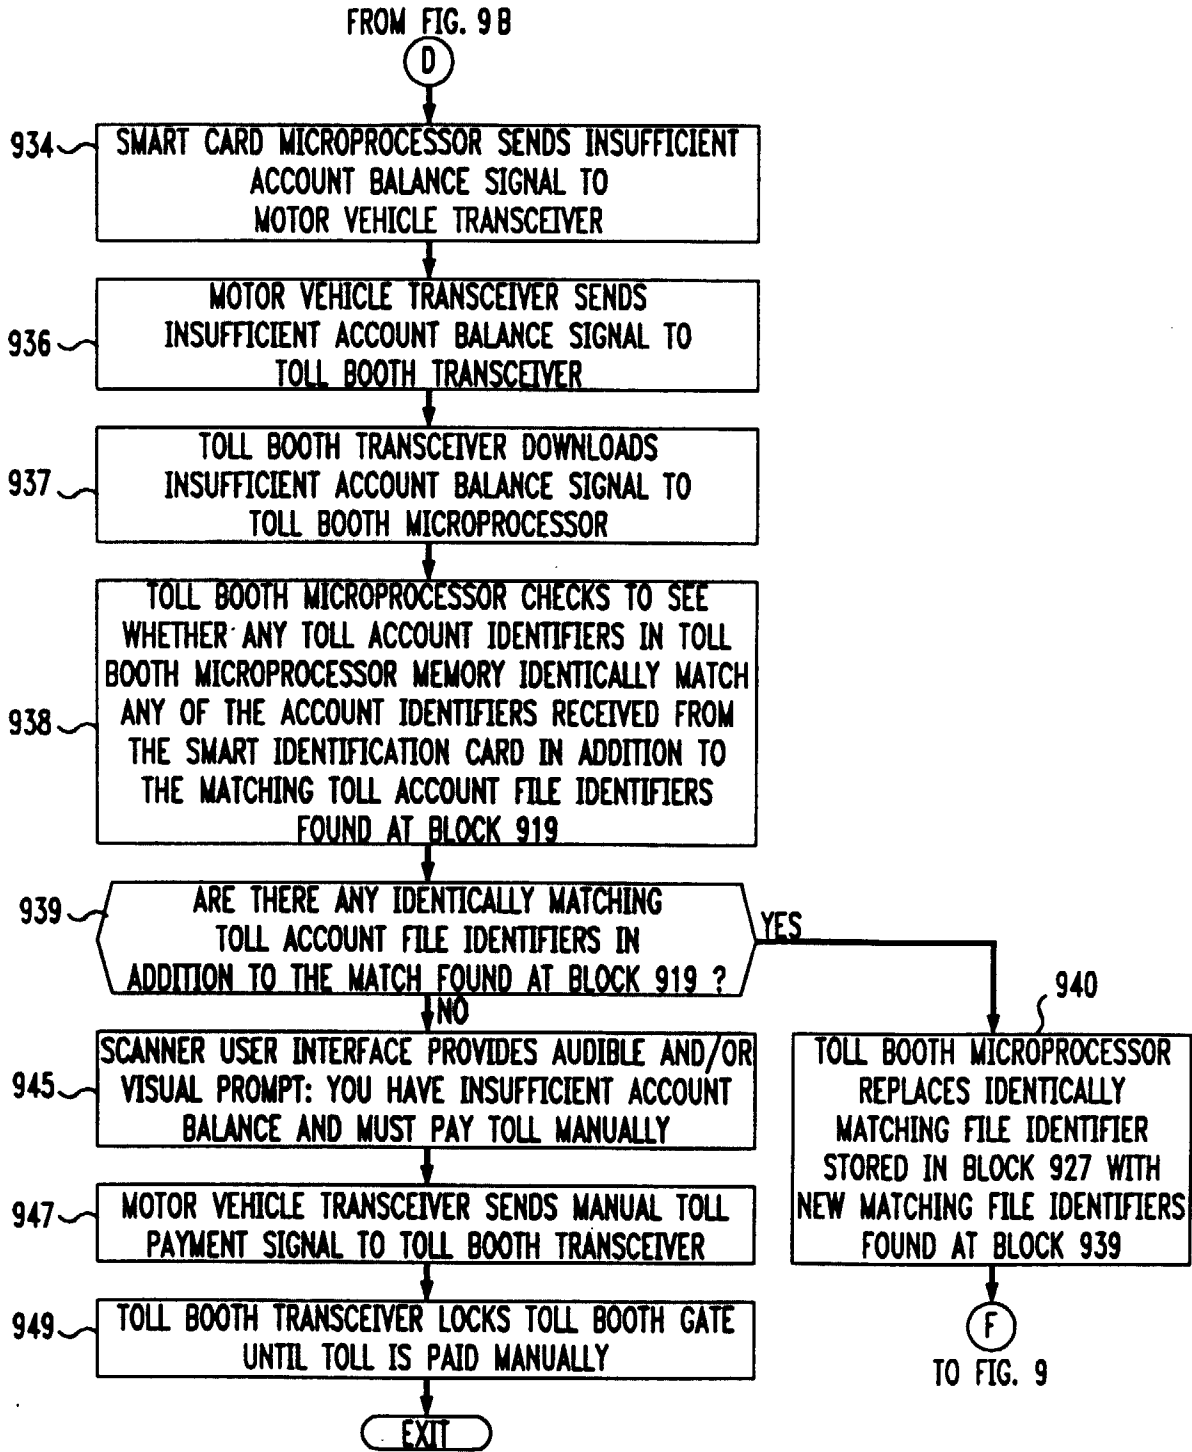 FROM FIG. 9B
D
934
SMART CARD MICROPROCESSOR SENDS INSUFFICIENT
ACCOUNT BALANCE SIGNAL TO
MOTOR VEHICLE TRANSCEIVER
936
MOTOR VEHICLE TRANSCEIVER SENDS
INSUFFICIENT ACCOUNT BALANCE SIGNAL TO
TOLL BOOTH TRANSCEIVER
937
TOLL BOOTH TRANSCEIVER DOWNLOADS
INSUFFICIENT ACCOUNT BALANCE SIGNAL TO
TOLL BOOTH MICROPROCESSOR
938
TOLL BOOTH MICROPROCESSOR CHECKS TO SEE
WHETHER ANY TOLL ACCOUNT IDENTIFIERS IN TOLL
BOOTH MICROPROCESSOR MEMORY IDENTICALLY MATCH
ANY OF THE ACCOUNT IDENTIFIERS RECEIVED FROM
THE SMART IDENTIFICATION CARD IN ADDITION TO
THE MATCHING TOLL ACCOUNT FILE IDENTIFIERS
FOUND AT BLOCK 919
939
ARE THERE ANY IDENTICALLY MATCHING
TOLL ACCOUNT FILE IDENTIFIERS IN
ADDITION TO THE MATCH FOUND AT BLOCK 919 ?
YES
NO
940
TOLL BOOTH MICROPROCESSOR
REPLACES IDENTICALLY
MATCHING FILE IDENTIFIER
STORED IN BLOCK 927 WITH
NEW MATCHING FILE IDENTIFIERS
FOUND AT BLOCK 939
F
TO FIG. 9
945
SCANNER USER INTERFACE PROVIDES AUDIBLE AND/OR
VISUAL PROMPT: YOU HAVE INSUFFICIENT ACCOUNT
BALANCE AND MUST PAY TOLL MANUALLY
947
MOTOR VEHICLE TRANSCEIVER SENDS MANUAL TOLL
PAYMENT SIGNAL TO TOLL BOOTH TRANSCEIVER
949
TOLL BOOTH TRANSCEIVER LOCKS TOLL BOOTH GATE
UNTIL TOLL IS PAID MANUALLY
EXIT